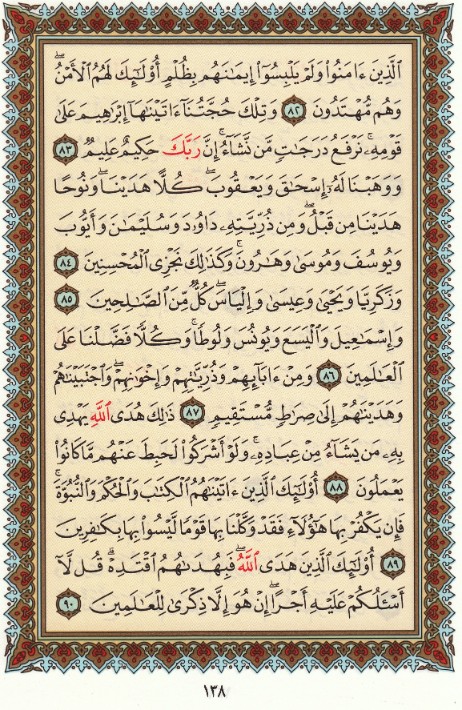 ٱلَّذِينَ ءَامَنُوا۟ وَلَمْ يَلْبِسُوٓا۟ إِيمَـٰنَهُم بِظُلْمٍ أُو۟لَـٰٓئِكَ لَهُمُ ٱلْأَمْنُ
وَهُم مُّهْتَدُونَ ٨٢ وَتِلْكَ حُجَّتُنَآ ءَاتَيْنَـٰهَآ إِبْرَٰهِيمَ عَلَىٰ
قَوْمِهِۦ ۚ نَرْفَعُ دَرَجَـٰتٍ مَّن نَّشَآءُ ۗ إِنَّ رَبَّكَ حَكِيمٌ عَلِيمٌ ٨٣
وَوَهَبْنَا لَهُۥٓ إِسْحَـٰقَ وَيَعْقُوبَ ۚ كُلًّا هَدَيْنَا ۚ وَنُوحًا
هَدَيْنَا مِن قَبْلُ ۖ وَمِن ذُرِّيَّتِهِۦ دَاوُۥدَ وَسُلَيْمَـٰنَ وَأَيُّوبَ
وَيُوسُفَ وَمُوسَىٰ وَهَـٰرُونَ ۚ وَكَذَٰلِكَ نَجْزِى ٱلْمُحْسِنِينَ ٨٤
وَزَكَرِيَّا وَيَحْيَىٰ وَعِيسَىٰ وَإِلْيَاسَ ۖ كُلٌّ مِّنَ ٱلصَّـٰلِحِينَ ٨٥
وَإِسْمَـٰعِيلَ وَٱلْيَسَعَ وَيُونُسَ وَلُوطًا ۚ وَكُلًّا فَضَّلْنَا عَلَى
ٱلْعَـٰلَمِينَ ٨٦ وَمِنْ ءَابَآئِهِمْ وَذُرِّيَّـٰتِهِمْ وَإِخْوَٰنِهِمْ ۖ وَٱجْتَبَيْنَـٰهُمْ
وَهَدَيْنَـٰهُمْ إِلَىٰ صِرَٰطٍ مُّسْتَقِيمٍ ٨٧ ذَٰلِكَ هُدَى ٱللَّهِ يَهْدِى
بِهِۦ مَن يَشَآءُ مِنْ عِبَادِهِۦ ۚ وَلَوْ أَشْرَكُوا۟ لَحَبِطَ عَنْهُم مَّا كَانُوا۟
يَعْمَلُونَ ٨٨ أُو۟لَـٰٓئِكَ ٱلَّذِينَ ءَاتَيْنَـٰهُمُ ٱلْكِتَـٰبَ وَٱلْحُكْمَ وَٱلنُّبُوَّةَ ۚ
فَإِن يَكْفُرْ بِهَا هَـٰٓؤُلَآءِ فَقَدْ وَكَّلْنَا بِهَا قَوْمًا لَّيْسُوا۟ بِهَا بِكَـٰفِرِينَ
٨٩ أُو۟لَـٰٓئِكَ ٱلَّذِينَ هَدَى ٱللَّهُ ۖ فَبِهُدَىٰهُمُ ٱقْتَدِهْ ۗ قُل لَّآ
أَسْـَٔلُكُمْ عَلَيْهِ أَجْرًا ۖ إِنْ هُوَ إِلَّا ذِكْرَىٰ لِلْعَـٰلَمِينَ ٩٠
١٣٨